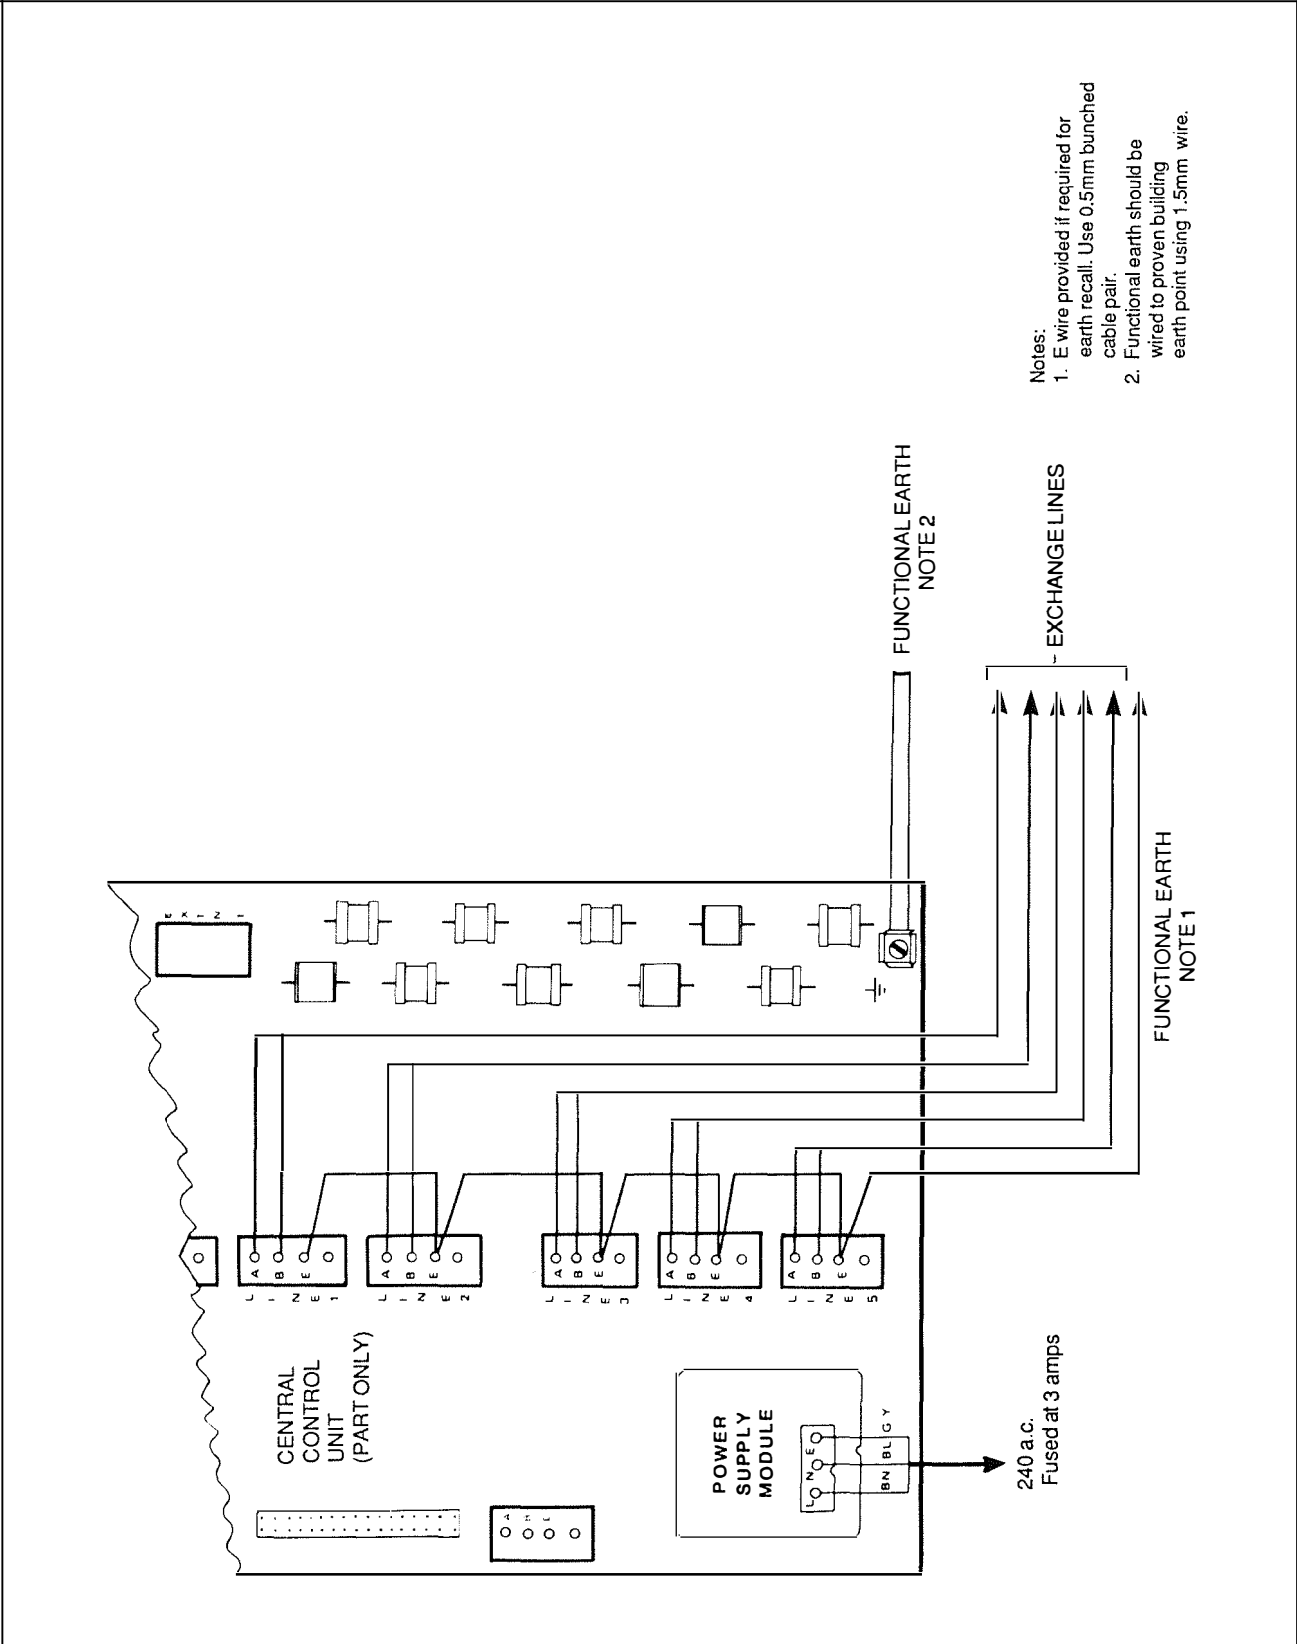 CENTRAL
CONTROL
UNIT
(PART ONLY)
E
X
T
N
1
L I N E 1
A
B
E
L I N E 2
A
B
E
L I N E 3
A
B
E
L I N E 4
A
B
E
L I N E 5
A
B
E
A
E
POWER
SUPPLY
MODULE
L N E
BN BL G Y
240 a.c.
Fused at 3 amps
FUNCTIONAL EARTH
NOTE 1
FUNCTIONAL EARTH
NOTE 2
EXCHANGE LINES
Notes:
1. E wire provided if required for
earth recall. Use 0.5mm bunched
cable pair.
2. Functional earth should be
wired to proven building
earth point using 1.5mm wire.